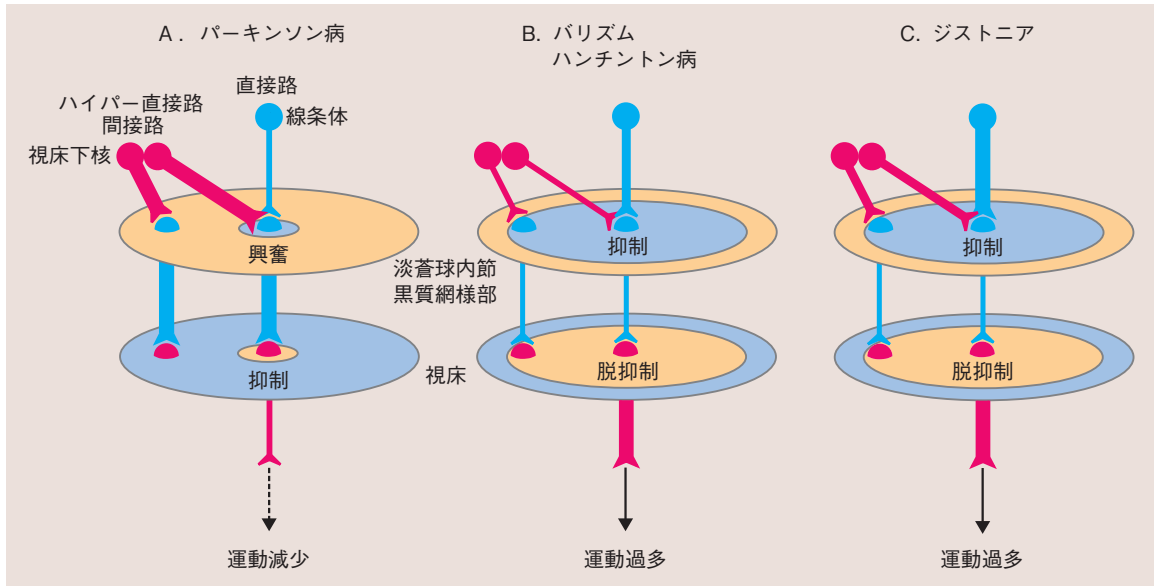 A. パーキンソン病
直接路
ハイパー直接路
間接路
線条体
視床下核
興奮
抑制
運動減少
淡蒼球内節
黒質網様部
視床
B. バリズム
ハンチントン病
抑制
脱抑制
運動過多
C. ジストニア
抑制
脱抑制
運動過多